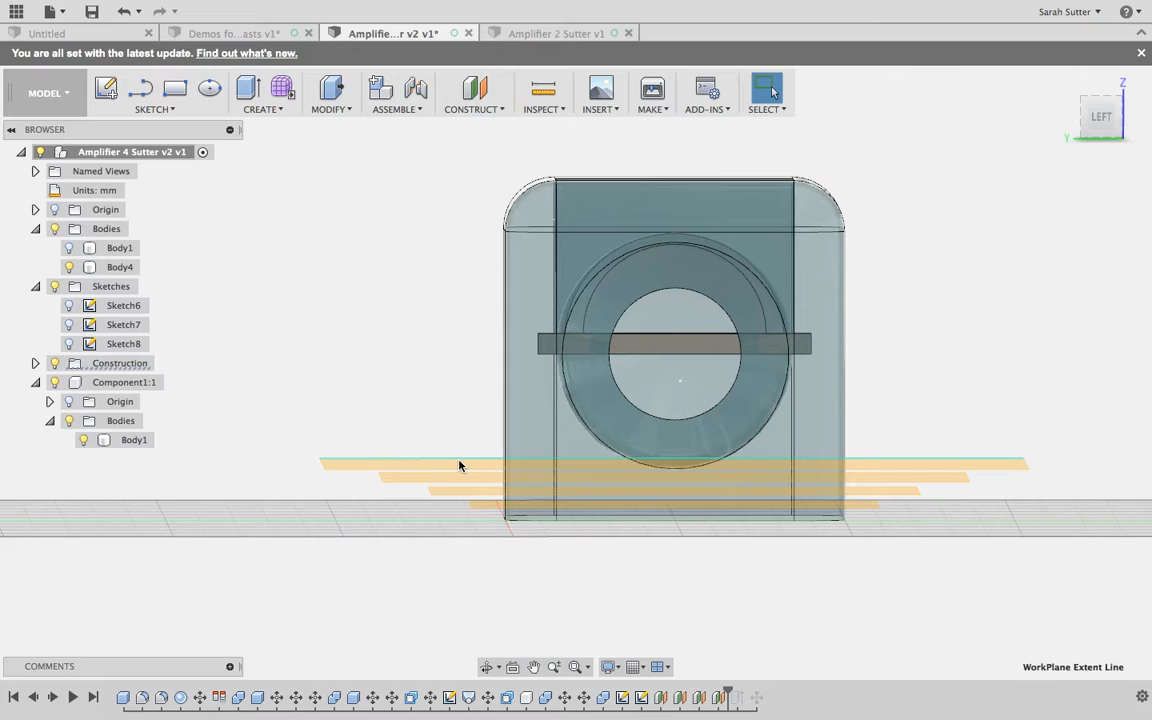 Sarah Sutter
Untitled
Demos fo...asts v1*
Amplifie...r v2 v1*
Amplifier 2 Sutter v1
You are all set with the latest update. Find out what's new.
MODEL
SKETCH
CREATE
MODIFY
ASSEMBLE
CONSTRUCT
INSPECT
INSERT
MAKE
ADD-INS
SELECT
Z
LEFT
Y
BROWSER
Amplifier 4 Sutter v2 v1
Named Views
Units: mm
Origin
Bodies
Body1
Body4
Sketches
Sketch6
Sketch7
Sketch8
Construction
Component1:1
Origin
Bodies
Body1
COMMENTS
WorkPlane Extent Line